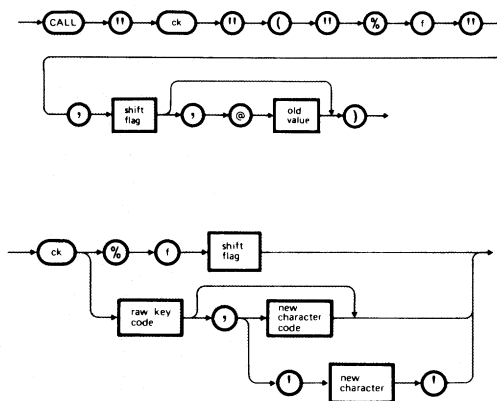 CALL " ck " ( " % f "
, shift flag , @ old value )
ck % f shift flag
raw key code , new character code
' new character '